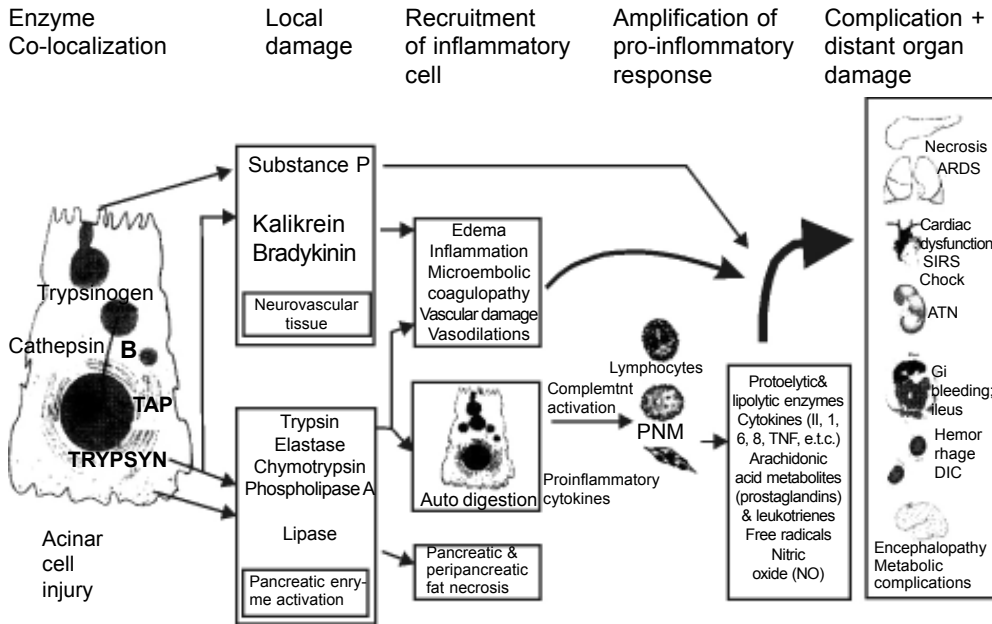 Enzyme
Co-localization
Local
damage
Recruitment
of inflammatory
cell
Amplification of
pro-inflommatory
response
Complication +
distant organ
damage
Trypsinogen
Cathepsin
B
TAP
TRYPSYN
Acinar
cell
injury
Substance P
Kalikrein
Bradykinin
Neurovascular
tissue
Trypsin
Elastase
Chymotrypsin
Phospholipase A
Lipase
Pancreatic enry-
me activation
Edema
Inflammation
Microembolic
coagulopathy
Vascular damage
Vasodilations
Auto digestion
Pancreatic &
peripancreatic
fat necrosis
Complemtnt
activation
Proinflammatory
cytokines
Lymphocytes
PNM
Protoelytic&
lipolytic enzymes
Cytokines (II, 1,
6, 8, TNF, e.t.c.)
Arachidonic
acid metabolites
(prostaglandins)
& leukotrienes
Free radicals
Nitric
oxide (NO)
Necrosis
ARDS
Cardiac
dysfunction
SIRS
Chock
ATN
Gi
bleeding;
ileus
Hemor
rhage
DIC
Encephalopathy
Metabolic
complications